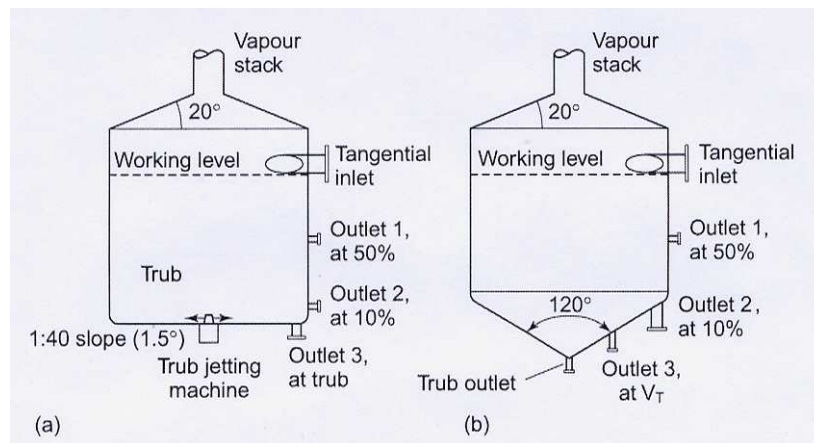 Vapour
stack
20°
Working level
Tangential
inlet
Outlet 1,
at 50%
Trub
Outlet 2,
at 10%
1:40 slope (1.5°)
Trub jetting
machine
Outlet 3,
at trub
(a)
Vapour
stack
20°
Working level
Tangential
inlet
Outlet 1,
at 50%
120°
Outlet 2,
at 10%
Trub outlet
Outlet 3,
at VT
(b)